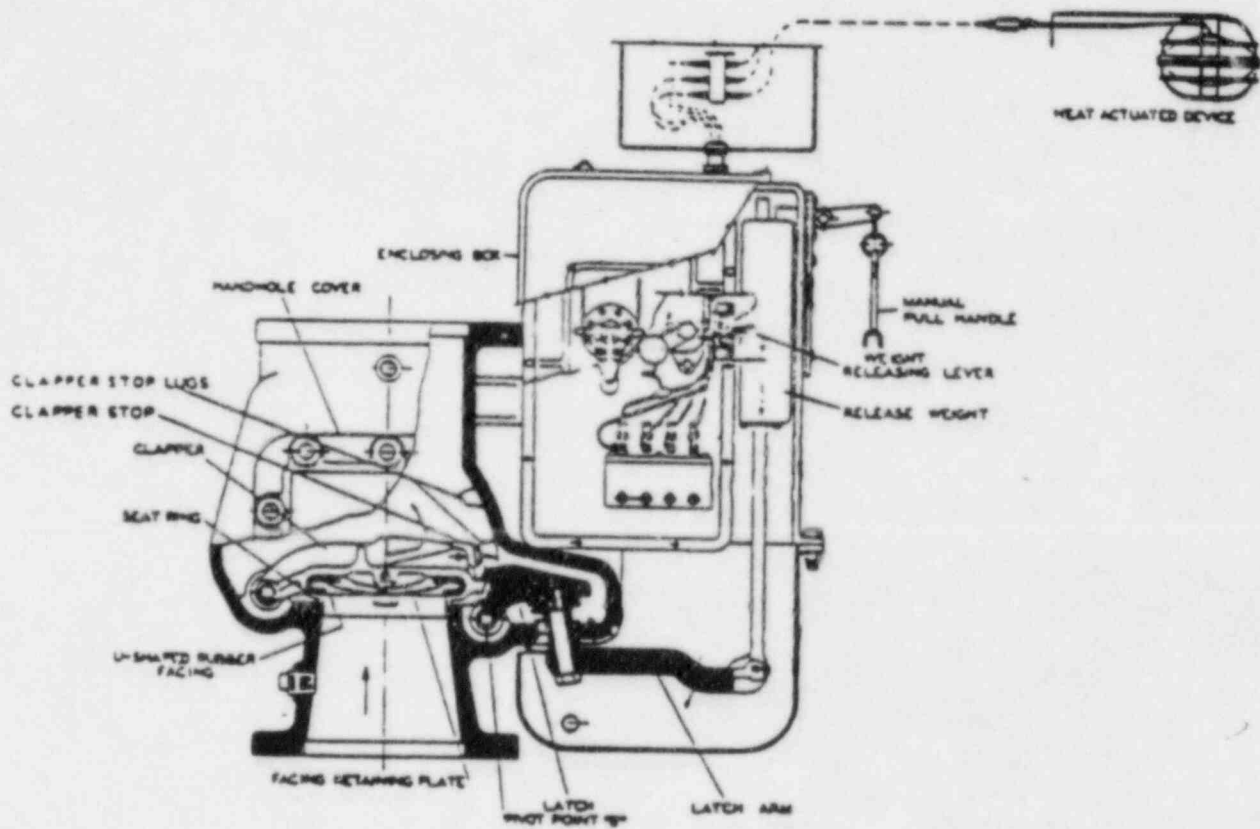 HEAT ACTUATED DEVICE
ENCLOSING BOX
HANDHOLE COVER
MANUAL
PULL HANDLE
WEIGHT
RELEASING LEVER
CLAPPER STOP LUGS
CLAPPER STOP
RELEASE WEIGHT
CLAPPER
SEAT RING
U-SHAPED RUBBER
FACING
FACING RETAINING PLATE
LATCH
PIVOT POINT "B"
LATCH ARM